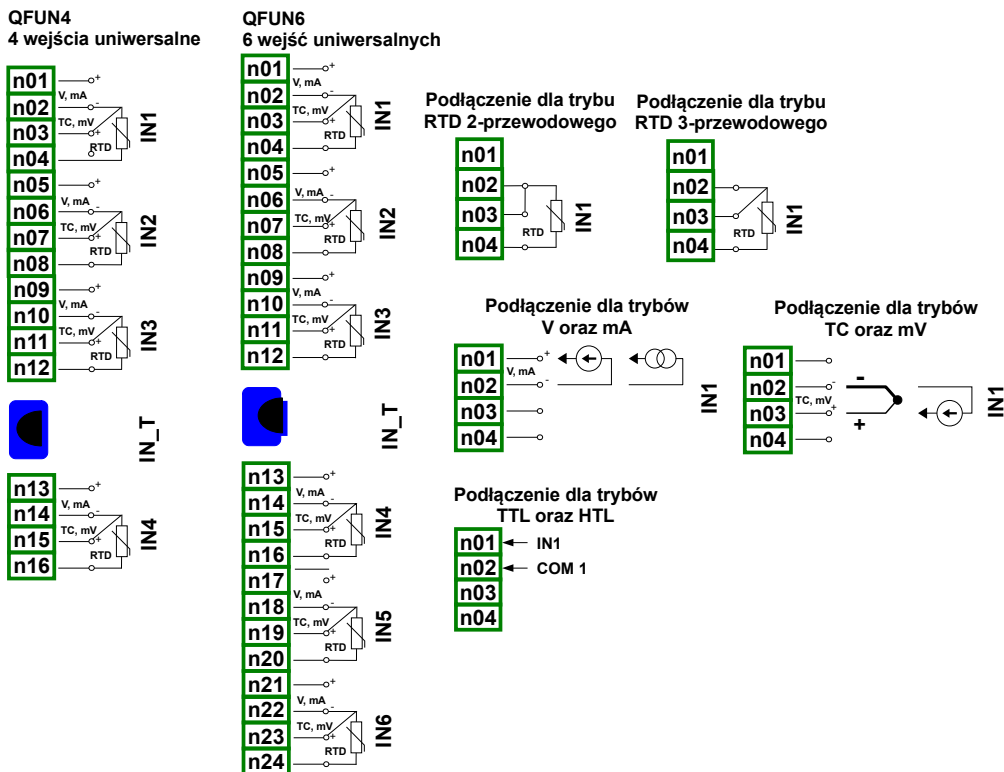 QFUN4
4 wejścia uniwersalne
n01
+
V, mA
n02
-
TC, mV
n03
+
RTD
n04
IN1
n05
+
V, mA
n06
-
TC, mV
n07
+
RTD
n08
IN2
n09
+
V, mA
n10
-
TC, mV
n11
+
RTD
n12
IN3
IN_T
n13
+
V, mA
n14
-
TC, mV
n15
+
RTD
n16
IN4
QFUN6
6 wejść uniwersalnych
n01
+
V, mA
n02
-
TC, mV
n03
+
RTD
n04
IN1
n05
+
V, mA
n06
-
TC, mV
n07
+
RTD
n08
IN2
n09
+
V, mA
n10
-
TC, mV
n11
+
RTD
n12
IN3
IN_T
n13
+
V, mA
n14
-
TC, mV
n15
+
RTD
n16
IN4
n17
+
V, mA
n18
-
TC, mV
n19
+
RTD
n20
IN5
n21
+
V, mA
n22
-
TC, mV
n23
+
RTD
n24
IN6
Podłączenie dla trybu
RTD 2-przewodowego
n01
n02
n03
RTD
n04
IN1
Podłączenie dla trybu
RTD 3-przewodowego
n01
n02
n03
RTD
n04
IN1
Podłączenie dla trybów
V oraz mA
n01
+
V, mA
n02
-
n03
n04
IN1
Podłączenie dla trybów
TC oraz mV
n01
n02
-
-
TC, mV
n03
+
+
n04
IN1
Podłączenie dla trybów
TTL oraz HTL
n01 IN1
n02 COM 1
n03
n04